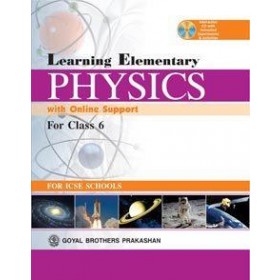 Learning Elementary
PHYSICS
with Online Support
For Class 6
FOR ICSE SCHOOLS
GOYAL BROTHERS PRAKASHAN